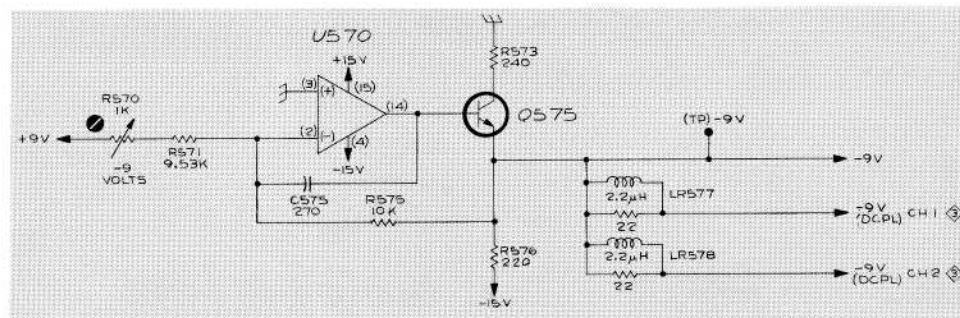 U570
+15V
(3)
(+)
(15)
(14)
(2)
(-)
(4)
-15V
R573
240
Q575
R570
1K
+9V
-9
VOLTS
R571
9.53K
C575
270
R575
10K
R576
220
-15V
(TP) -9V
-9V
2.2µH
LR577
22
-9V
(DCPL) CH 1 3
2.2µH
LR578
22
-9V
(DCPL) CH 2 3